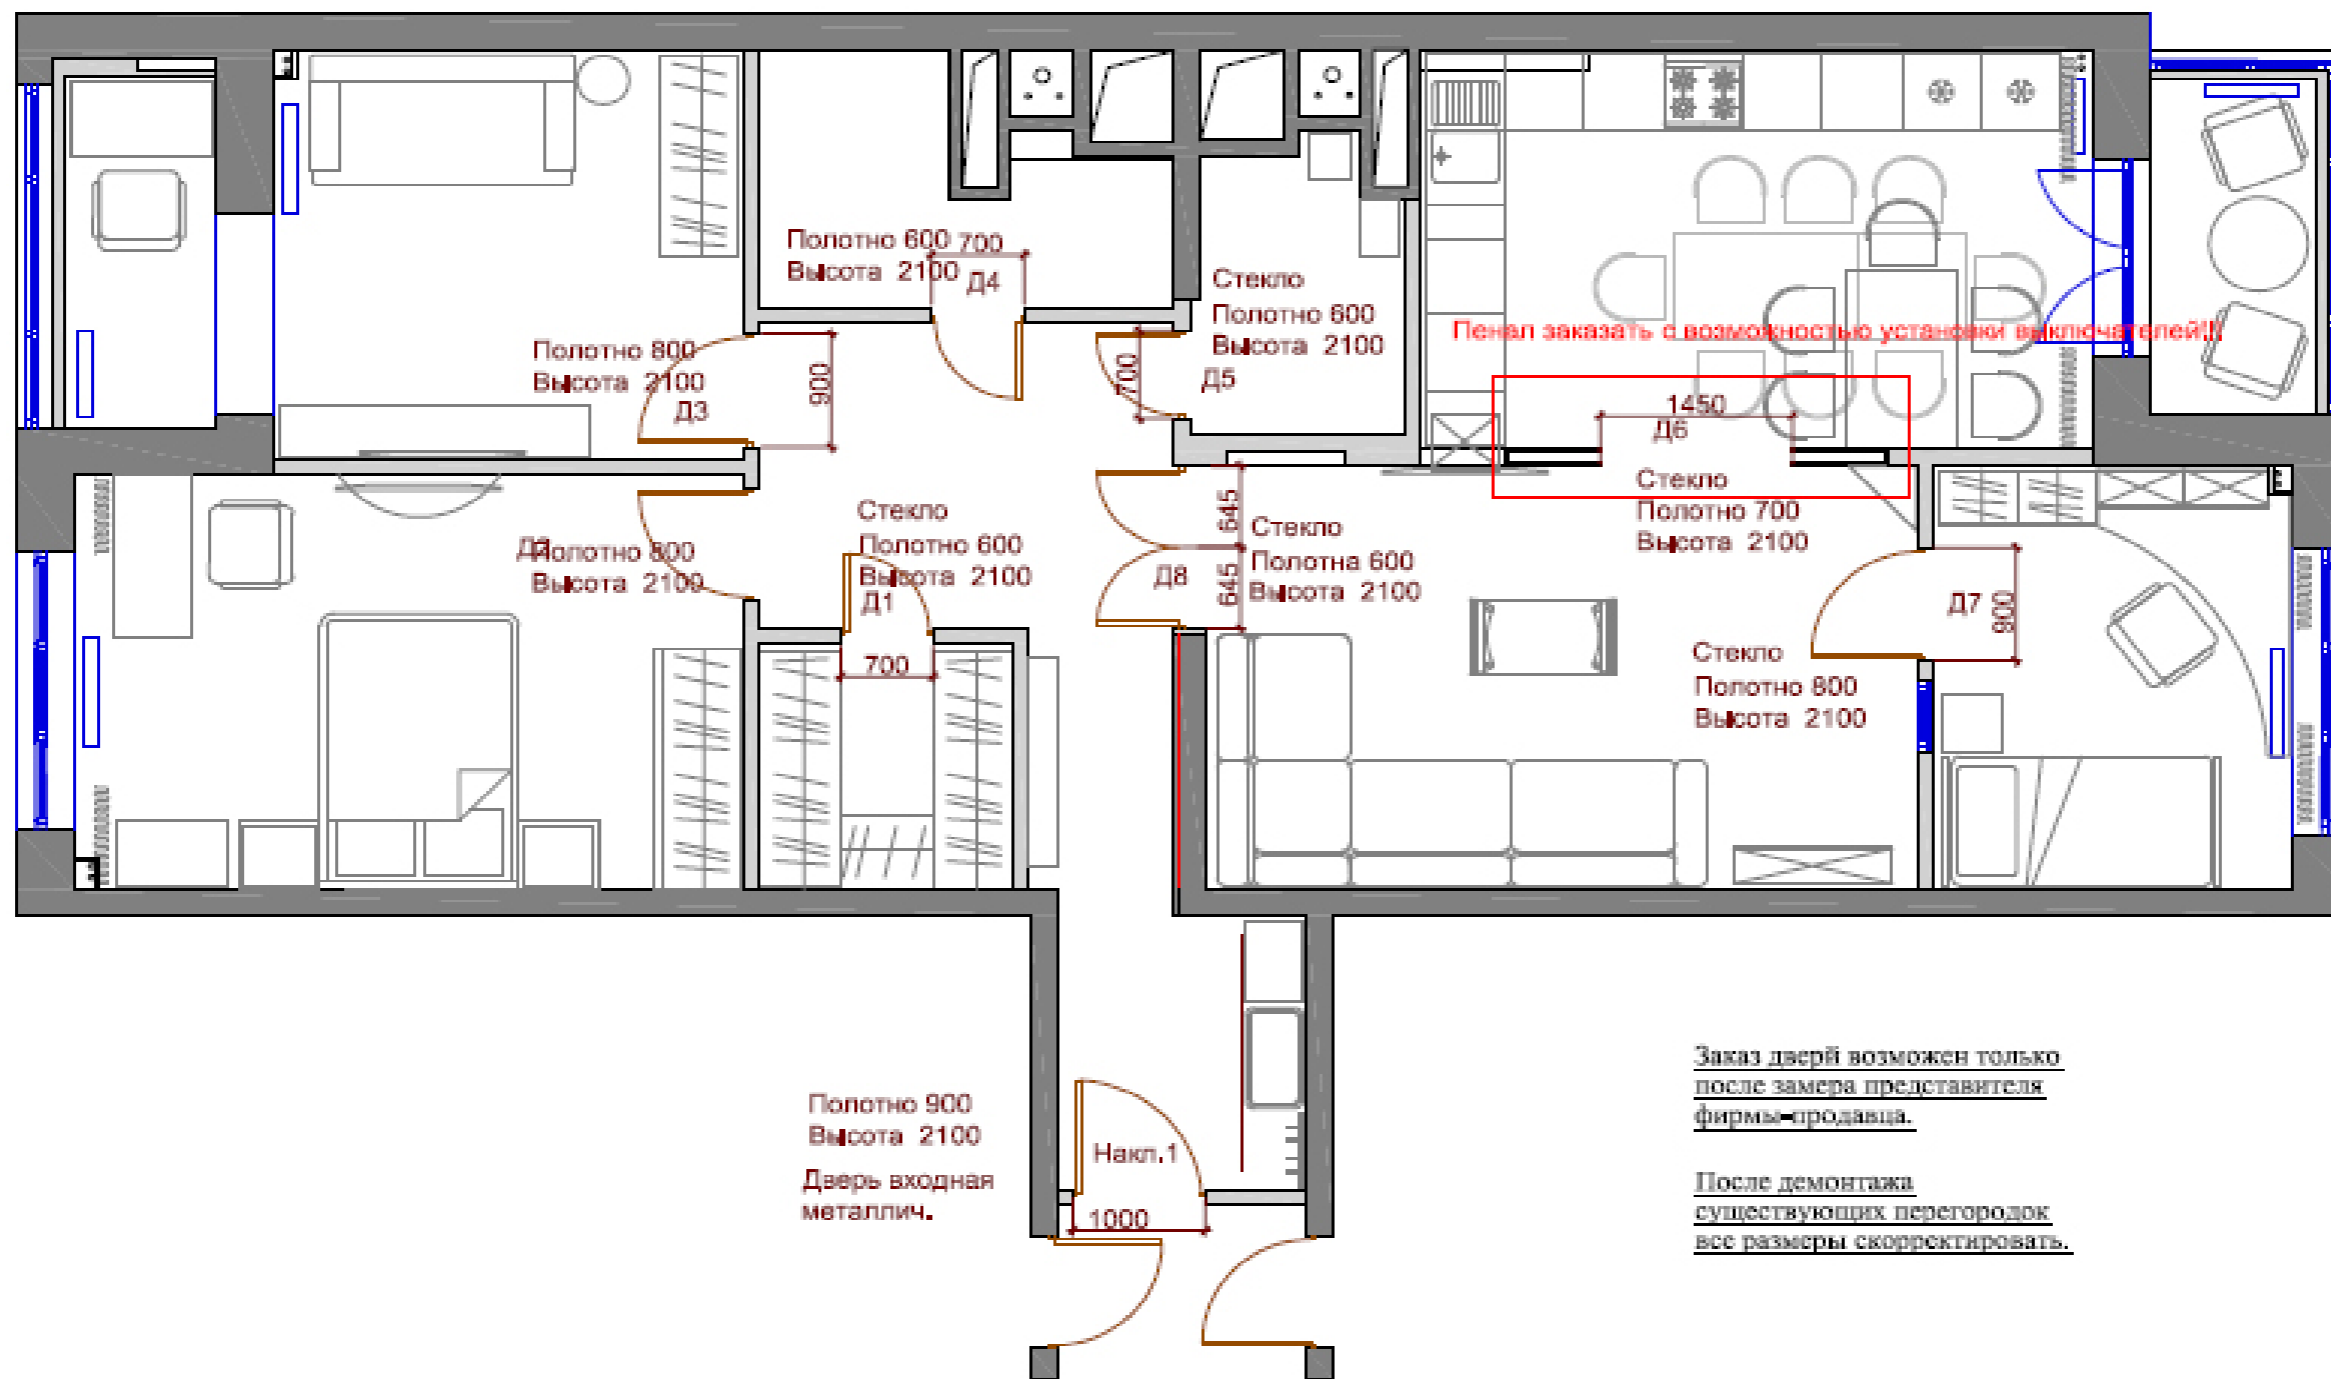 Полотно 600
Высота 2100
700
Д4
Стекло
Полотно 600
Высота 2100
Д5
700
Пенал заказать с возможностью установки выключателей!!!
Полотно 800
Высота 2100
Д3
900
1450
Д6
Стекло
Полотно 700
Высота 2100
Д2
Полотно 800
Высота 2100
Стекло
Полотно 600
Высота 2100
Д1
700
645
645
Д8
Стекло
Полотна 600
Высота 2100
Д7
900
Стекло
Полотно 800
Высота 2100
Полотно 900
Высота 2100
Дверь входная
металлич.
Накл.1
1000
Заказ дверй возможен только
после замера представителя
фирмы-продавца.
После демонтажа
существующих перегородок
все размеры скорректировать.